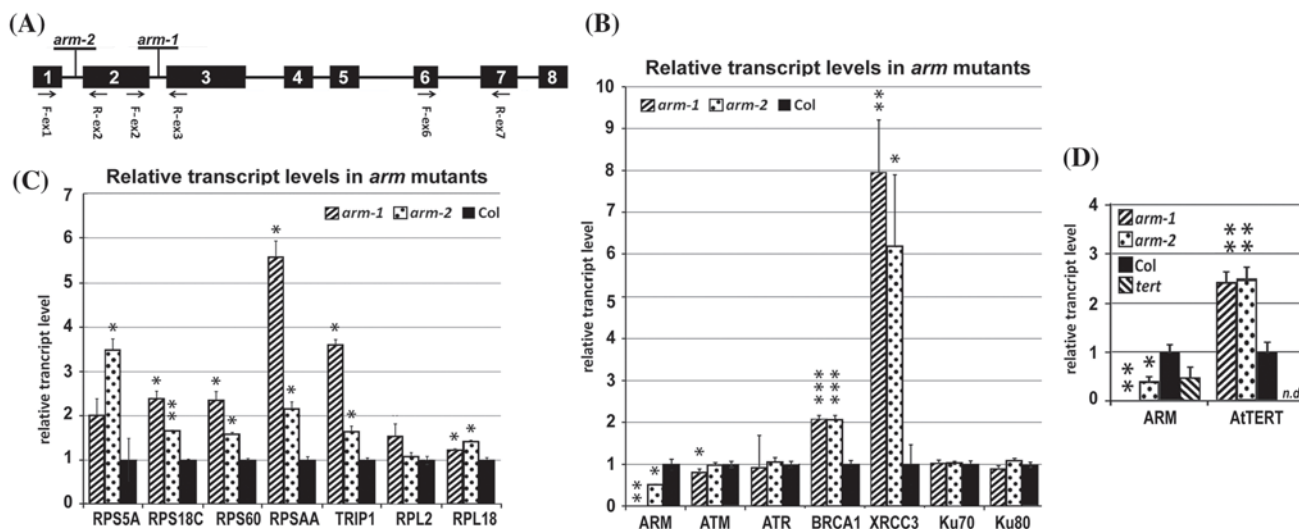 (A)
arm-2
arm-1
1 2 3 4 5 6 7 8
F-ex1
R-ex2
F-ex2
R-ex3
F-ex6
R-ex7
(B)
Relative transcript levels in arm mutants
arm-1 arm-2 Col
relative trancript level
10
9
8
7
6
5
4
3
2
1
0
** * * *** *** ** *
ARM ATM ATR BRCA1 XRCC3 Ku70 Ku80
(C)
Relative transcript levels in arm mutants
arm-1 arm-2 Col
relative trancript level
7
6
5
4
3
2
1
0
* * ** * * * * * * * *
RPS5A RPS18C RPS60 RPSAA TRIP1 RPL2 RPL18
(D)
arm-1
arm-2
Col
tert
relative trancript level
4
3
2
1
0
** * ** **
n.d
ARM AtTERT